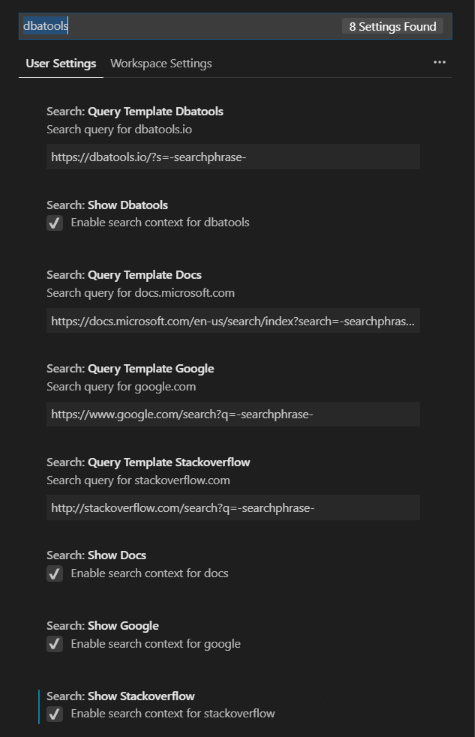 dbatools 8 Settings Found
User Settings Workspace Settings ···
Search: Query Template Dbatools
Search query for dbatools.io
https://dbatools.io/?s=-searchphrase-
Search: Show Dbatools
Enable search context for dbatools
Search: Query Template Docs
Search query for docs.microsoft.com
https://docs.microsoft.com/en-us/search/index?search=-searchphras...
Search: Query Template Google
Search query for google.com
https://www.google.com/search?q=-searchphrase-
Search: Query Template Stackoverflow
Search query for stackoverflow.com
http://stackoverflow.com/search?q=-searchphrase-
Search: Show Docs
Enable search context for docs
Search: Show Google
Enable search context for google
Search: Show Stackoverflow
Enable search context for stackoverflow